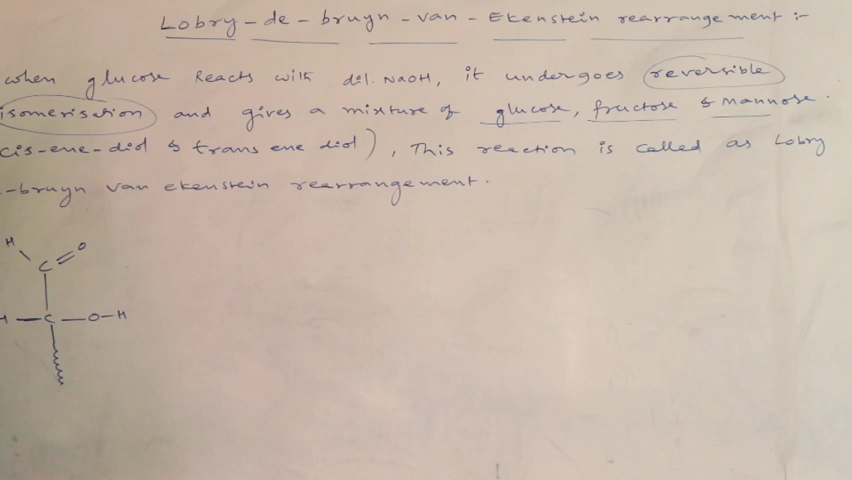 Lobry-de-bruyn-van-Ekenstein rearrangement :-
when glucose Reacts with dil. NaOH, it undergoes reversible
isomerisation and gives a mixture of glucose, fructose & mannose.
cis-ene-diol & trans ene diol), This reaction is called as Lobry
-bruyn van ekenstein rearrangement.
H
C=O
H-C-O-H